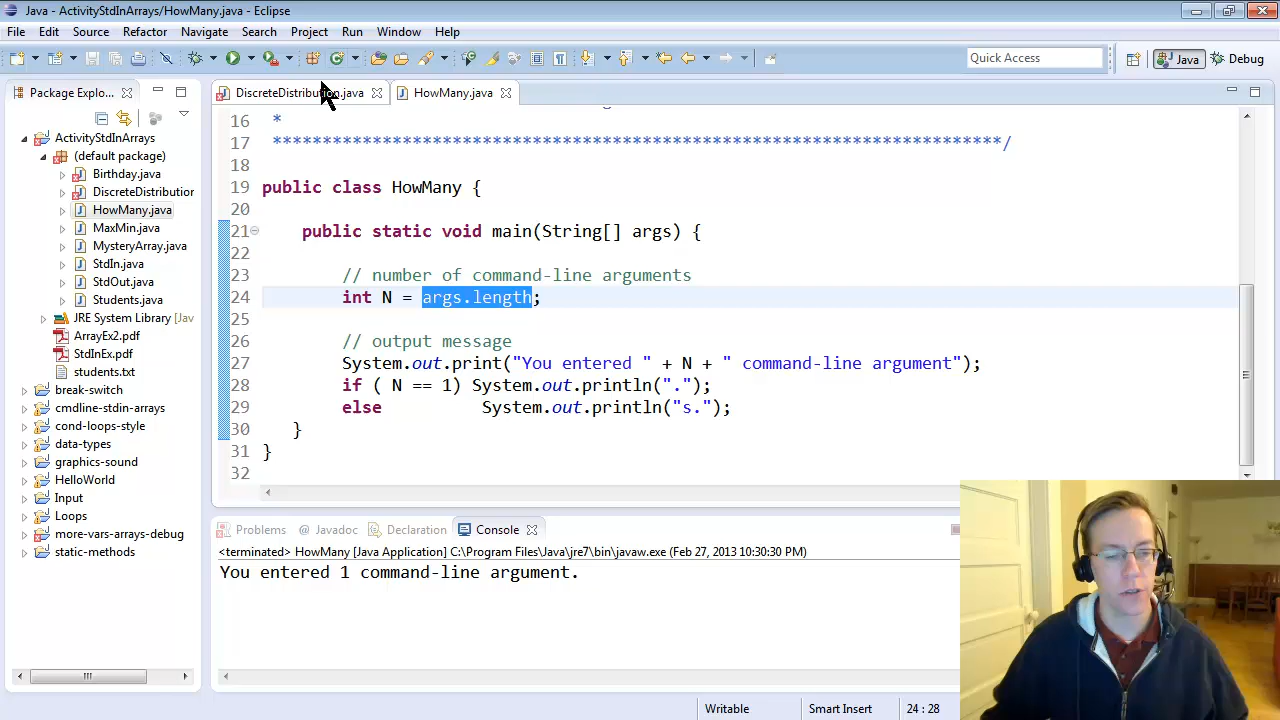 Java - ActivityStdInArrays/HowMany.java - Eclipse
File Edit Source Refactor Navigate Search Project Run Window Help
Quick Access Java Debug
Package Explo...
DiscreteDistribution.java HowMany.java
ActivityStdInArrays
(default package)
Birthday.java
DiscreteDistribution
HowMany.java
MaxMin.java
MysteryArray.java
StdIn.java
StdOut.java
Students.java
JRE System Library [Jav
ArrayEx2.pdf
StdInEx.pdf
students.txt
break-switch
cmdline-stdin-arrays
cond-loops-style
data-types
graphics-sound
HelloWorld
Input
Loops
more-vars-arrays-debug
static-methods
16 *
17 *************************************************************************/
18
19 public class HowMany {
20
21 public static void main(String[] args) {
22
23 // number of command-line arguments
24 int N = args.length;
25
26 // output message
27 System.out.print("You entered " + N + " command-line argument");
28 if ( N == 1) System.out.println(".");
29 else System.out.println("s.");
30 }
31 }
32
Problems @ Javadoc Declaration Console
<terminated> HowMany [Java Application] C:\Program Files\Java\jre7\bin\javaw.exe (Feb 27, 2013 10:30:30 PM)
You entered 1 command-line argument.
Writable Smart Insert 24 : 28